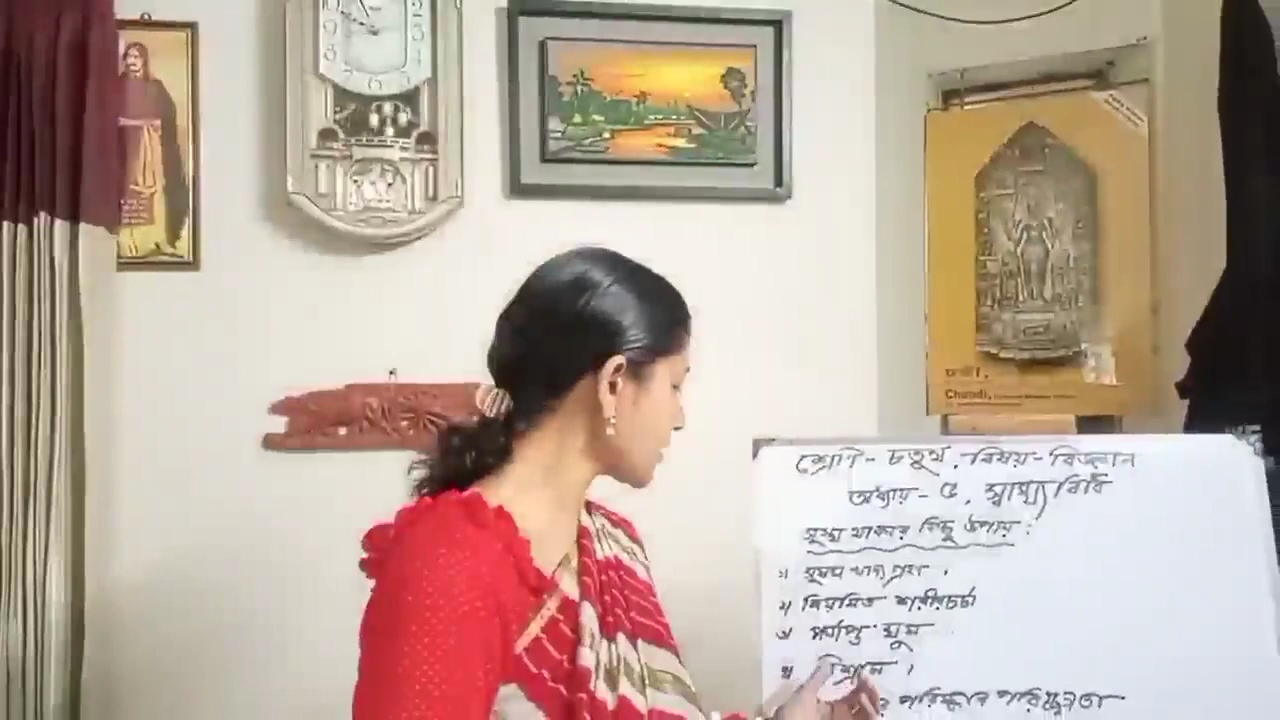 শ্রেণি - চতুর্থ, বিষয় - বিজ্ঞান
অধ্যায় - ৫, স্বাস্থ্যবিধি
সুস্থ থাকার কিছু উপায় :
১। সুষম খাদ্য গ্রহণ ।
২। নিয়মিত শরীরচর্চা
৩। পর্যাপ্ত ঘুম
৪। বিশ্রাম ।
পরিষ্কার পরিচ্ছন্নতা
Chandi,